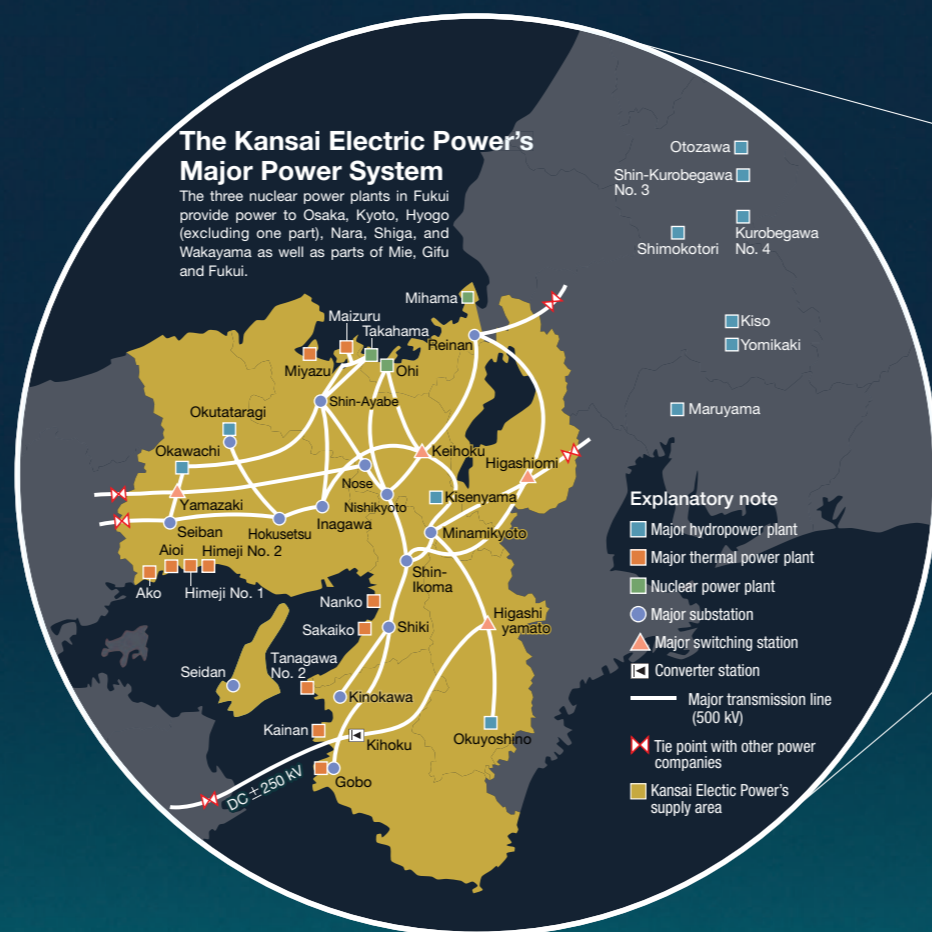 The Kansai Electric Power's
Major Power System
The three nuclear power plants in Fukui
provide power to Osaka, Kyoto, Hyogo
(excluding one part), Nara, Shiga, and
Wakayama as well as parts of Mie, Gifu
and Fukui.
Otozawa
Shin-Kurobegawa
No. 3
Kurobegawa
No. 4
Shimokotori
Mihama
Maizuru
Takahama
Reinan
Miyazu
Ohi
Kiso
Yomikaki
Shin-Ayabe
Okutataragi
Maruyama
Okawachi
Keihoku
Higashiomi
Nose
Kisenyama
Yamazaki
Nishikyoto
Inagawa
Seiban
Hokusetsu
Minamikyoto
Aioi
Himeji No. 2
Ako
Himeji No. 1
Shin-
Ikoma
Nanko
Sakaiko
Shiki
Higashi
yamato
Seidan
Tanagawa
No. 2
Kinokawa
Kainan
Kihoku
Okuyoshino
Gobo
DC ±250 kV
Explanatory note
Major hydropower plant
Major thermal power plant
Nuclear power plant
Major substation
Major switching station
Converter station
Major transmission line
(500 kV)
Tie point with other power
companies
Kansai Electic Power's
supply area